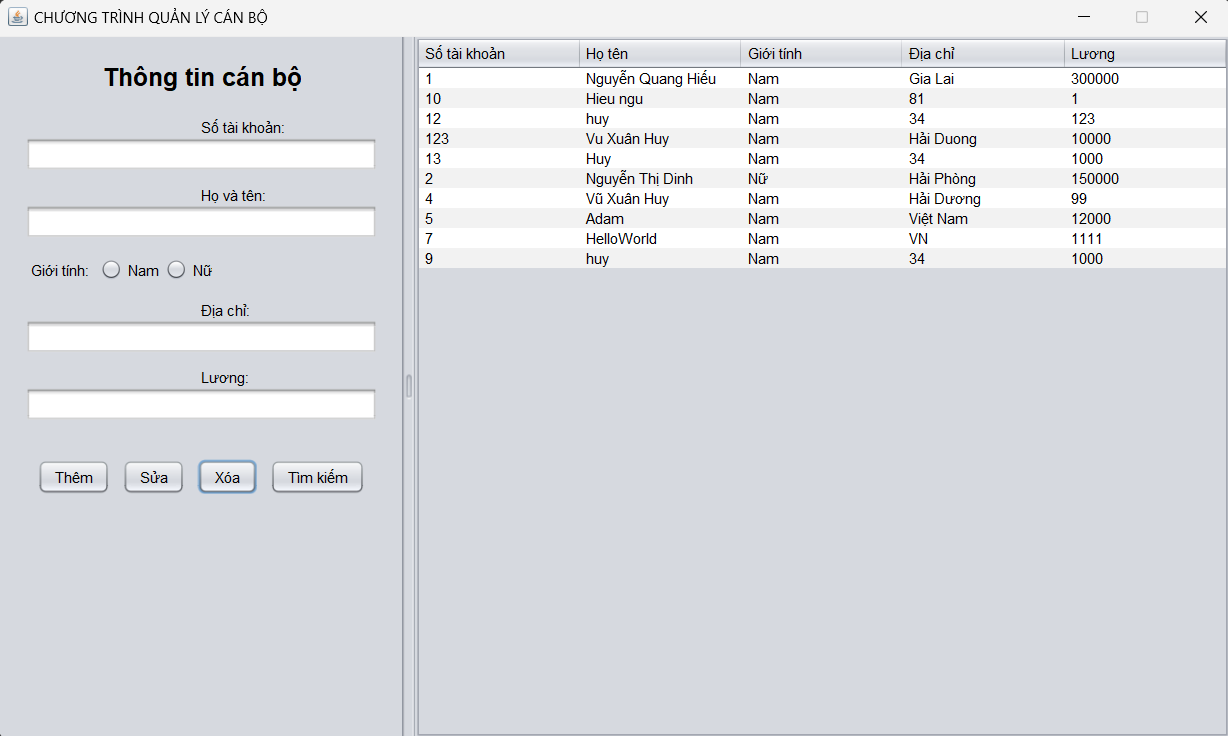 CHƯƠNG TRÌNH QUẢN LÝ CÁN BỘ
Thông tin cán bộ
Số tài khoản:
Họ và tên:
Giới tính: Nam Nữ
Địa chỉ:
Lương:
Thêm Sửa Xóa Tìm kiếm
Số tài khoản Họ tên Giới tính Địa chỉ Lương
1 Nguyễn Quang Hiếu Nam Gia Lai 300000
10 Hieu ngu Nam 81 1
12 huy Nam 34 123
123 Vu Xuân Huy Nam Hải Duong 10000
13 Huy Nam 34 1000
2 Nguyễn Thị Dinh Nữ Hải Phòng 150000
4 Vũ Xuân Huy Nam Hải Dương 99
5 Adam Nam Việt Nam 12000
7 HelloWorld Nam VN 1111
9 huy Nam 34 1000